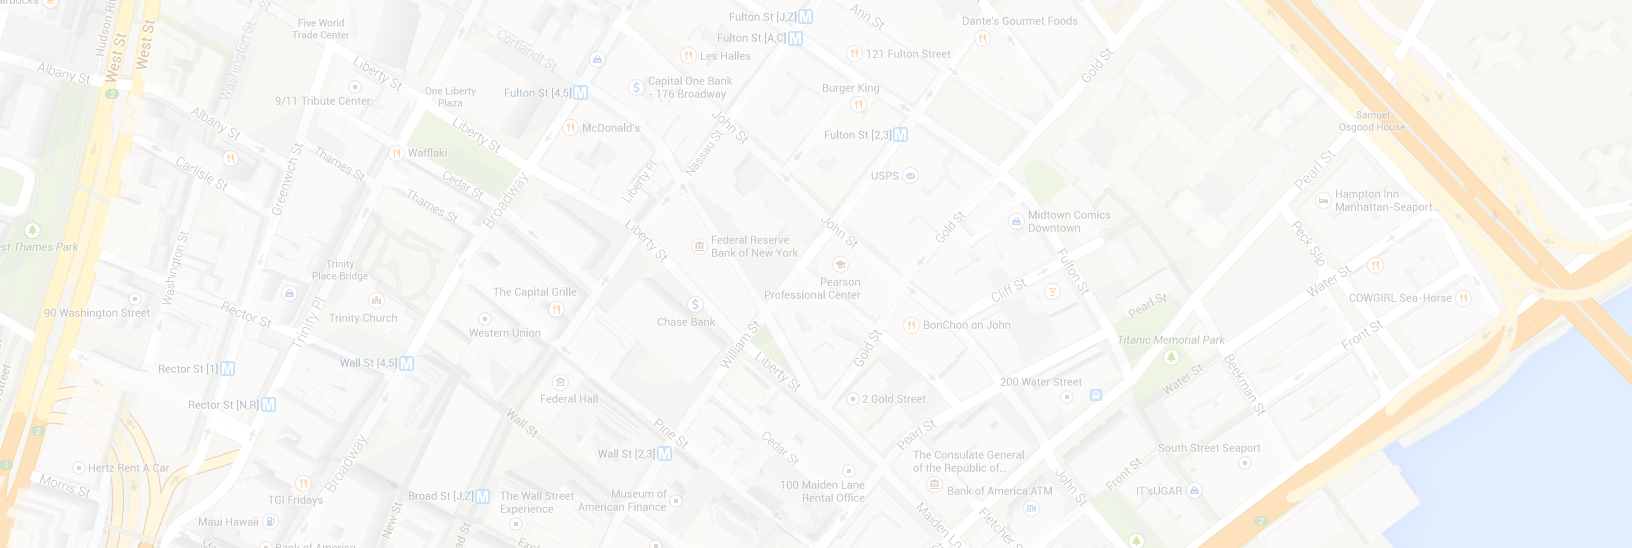 Starbucks
Hudson Riv
West St
West St
Five World
Trade Center
Washington St
Cortlandt St
Fulton St [J,Z] M
Fulton St [A,C] M
Ann St
Dante's Gourmet Foods
Les Halles
121 Fulton Street
Gold St
Albany St
2
Liberty St
Capital One Bank
- 176 Broadway
Burger King
9/11 Tribute Center
One Liberty
Plaza
Fulton St [4,5] M
Samuel
Osgood House
Albany St
Liberty St
McDonald's
John St
Nassau St
Fulton St [2,3] M
Carlisle St
Thames St
Wafflaki
Greenwich St
Cedar St
Thames St
Broadway
Liberty Pl
USPS
Pearl St
Hampton Inn
Manhattan-Seaport...
Midtown Comics
Downtown
st Thames Park
Liberty St
Federal Reserve
Bank of New York
John St
Gold St
Peck Slip
Washington St
Trinity
Place Bridge
Pearson
Professional Center
Fulton St
Cliff St
Water St
90 Washington Street
Rector St
Trinity Pl
Trinity Church
The Capital Grille
Western Union
Chase Bank
BonChon on John
Pearl St
COWGIRL Sea-Horse
Titanic Memorial Park
Front St
William St
Gold St
Rector St [1] M
Wall St [4,5] M
Liberty St
200 Water Street
Water St
Beekman St
Rector St [N,R] M
Federal Hall
2 Gold Street
2
Wall St
Pine St
Cedar St
Pearl St
South Street Seaport
Wall St [2,3] M
The Consulate General
of the Republic of...
1
Hertz Rent A Car
Morris St
Broadway
TGI Fridays
Broad St [J,Z] M
The Wall Street
Experience
Museum of
American Finance
100 Maiden Lane
Rental Office
Bank of America ATM
ATM
John St
Front St
IT'sUGAR
Maui Hawaii
New St
Maiden Ln
Fletcher S
2
Bank of America